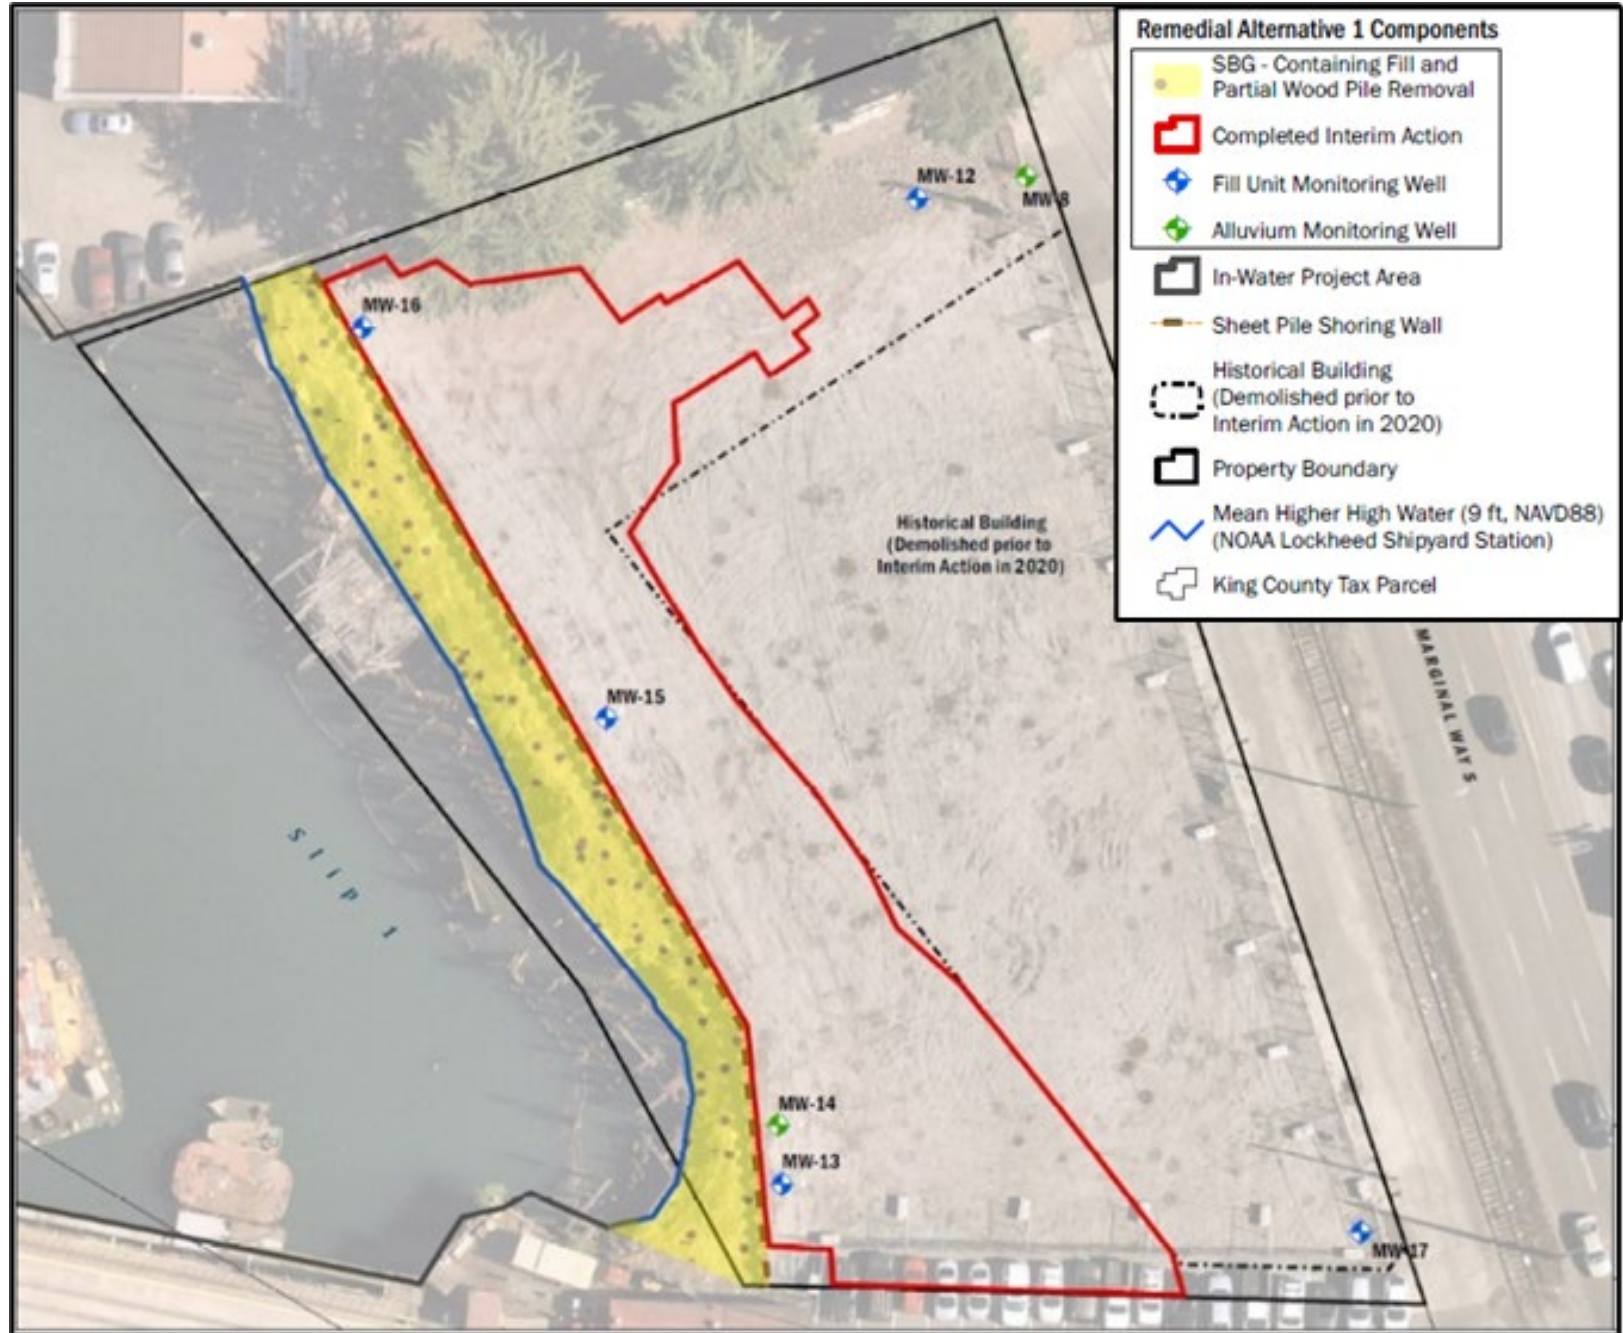 Remedial Alternative 1 Components
SBG - Containing Fill and
Partial Wood Pile Removal
Completed Interim Action
Fill Unit Monitoring Well
Alluvium Monitoring Well
In-Water Project Area
Sheet Pile Shoring Wall
Historical Building
(Demolished prior to
Interim Action in 2020)
Property Boundary
Mean Higher High Water (9 ft, NAVD88)
(NOAA Lockheed Shipyard Station)
King County Tax Parcel
MW-12
MW-8
MW-16
Historical Building
(Demolished prior to
Interim Action in 2020)
MARGINAL WAY S
MW-15
Slip 1
MW-14
MW-13
MW-17